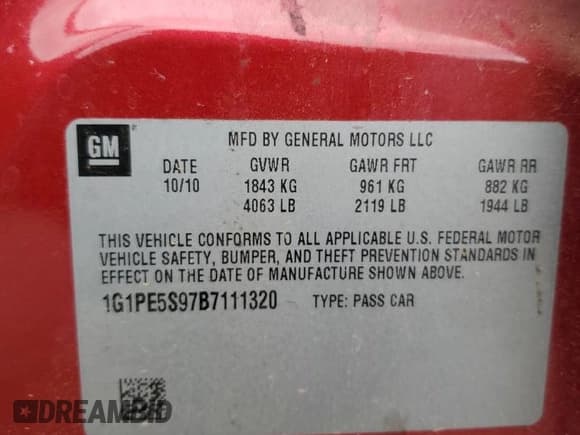 GM
MFD BY GENERAL MOTORS LLC
DATE GVWR GAWR FRT GAWR RR
10/10 1843 KG 961 KG 882 KG
4063 LB 2119 LB 1944 LB
THIS VEHICLE CONFORMS TO ALL APPLICABLE U.S. FEDERAL MOTOR
VEHICLE SAFETY, BUMPER, AND THEFT PREVENTION STANDARDS IN
EFFECT ON THE DATE OF MANUFACTURE SHOWN ABOVE.
1G1PE5S97B7111320 TYPE: PASS CAR
DREAMBID